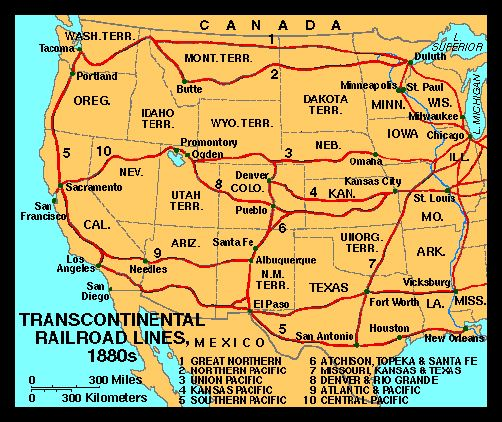 CANADA
WASH. TERR.
1
L. SUPERIOR
Tacoma
MONT. TERR.
Duluth
2
Portland
Butte
Minneapolis
St. Paul
DAKOTA TERR.
MINN.
WIS.
L. MICHIGAN
OREG.
IDAHO TERR.
WYO. TERR.
Milwaukee
Promontory
IOWA
Chicago
5
10
Ogden
3
NEB.
Omaha
ILL.
NEV.
Denver
Sacramento
8
COLO.
4
KAN.
Kansas City
UTAH TERR.
St. Louis
San Francisco
Pueblo
MO.
CAL.
6
Santa Fe
UNORG. TERR.
ARIZ.
ARK.
9
Los Angeles
Needles
Albuquerque
7
N.M. TERR.
San Diego
TEXAS
Vicksburg
El Paso
Fort Worth
LA.
MISS.
TRANSCONTINENTAL
RAILROAD LINES,
1880s
MEXICO
5
San Antonio
Houston
New Orleans
0 300 Miles
0 300 Kilometers
1 GREAT NORTHERN
2 NORTHERN PACIFIC
3 UNION PACIFIC
4 KANSAS PACIFIC
5 SOUTHERN PACIFIC
6 ATCHISON, TOPEKA & SANTA FE
7 MISSOURI, KANSAS & TEXAS
8 DENVER & RIO GRANDE
9 ATLANTIC & PACIFIC
10 CENTRAL PACIFIC